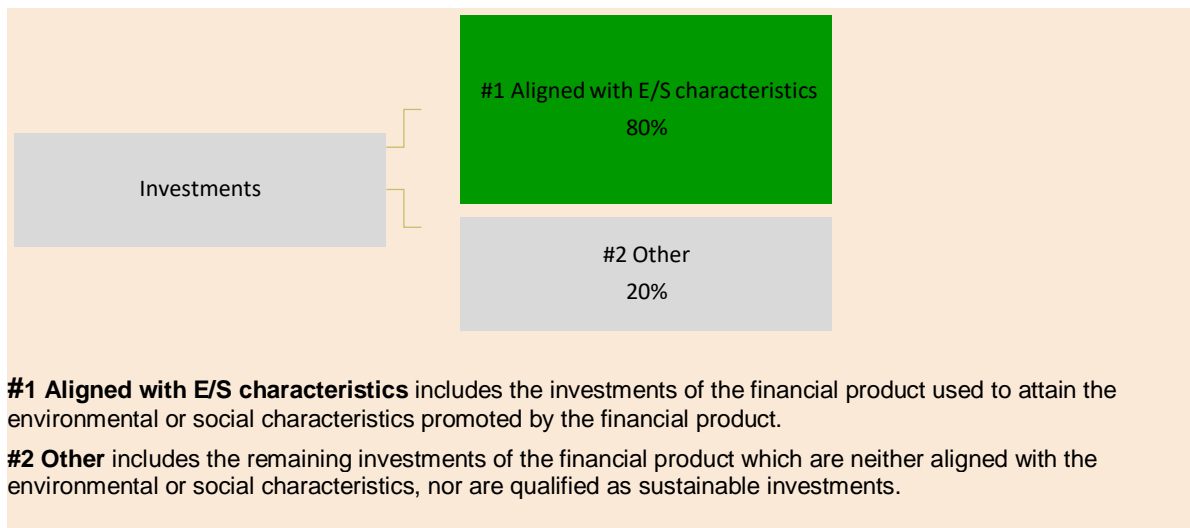 #1 Aligned with E/S characteristics
80%
Investments
#2 Other
20%
#1 Aligned with E/S characteristics includes the investments of the financial product used to attain the
environmental or social characteristics promoted by the financial product.
#2 Other includes the remaining investments of the financial product which are neither aligned with the
environmental or social characteristics, nor are qualified as sustainable investments.